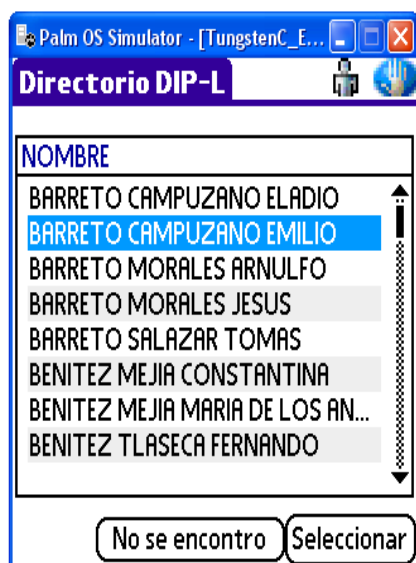 Palm OS Simulator - [TungstenC_E...
Directorio DIP-L
NOMBRE
BARRETO CAMPUZANO ELADIO
BARRETO CAMPUZANO EMILIO
BARRETO MORALES ARNULFO
BARRETO MORALES JESUS
BARRETO SALAZAR TOMAS
BENITEZ MEJIA CONSTANTINA
BENITEZ MEJIA MARIA DE LOS AN...
BENITEZ TLASECA FERNANDO
No se encontro Seleccionar